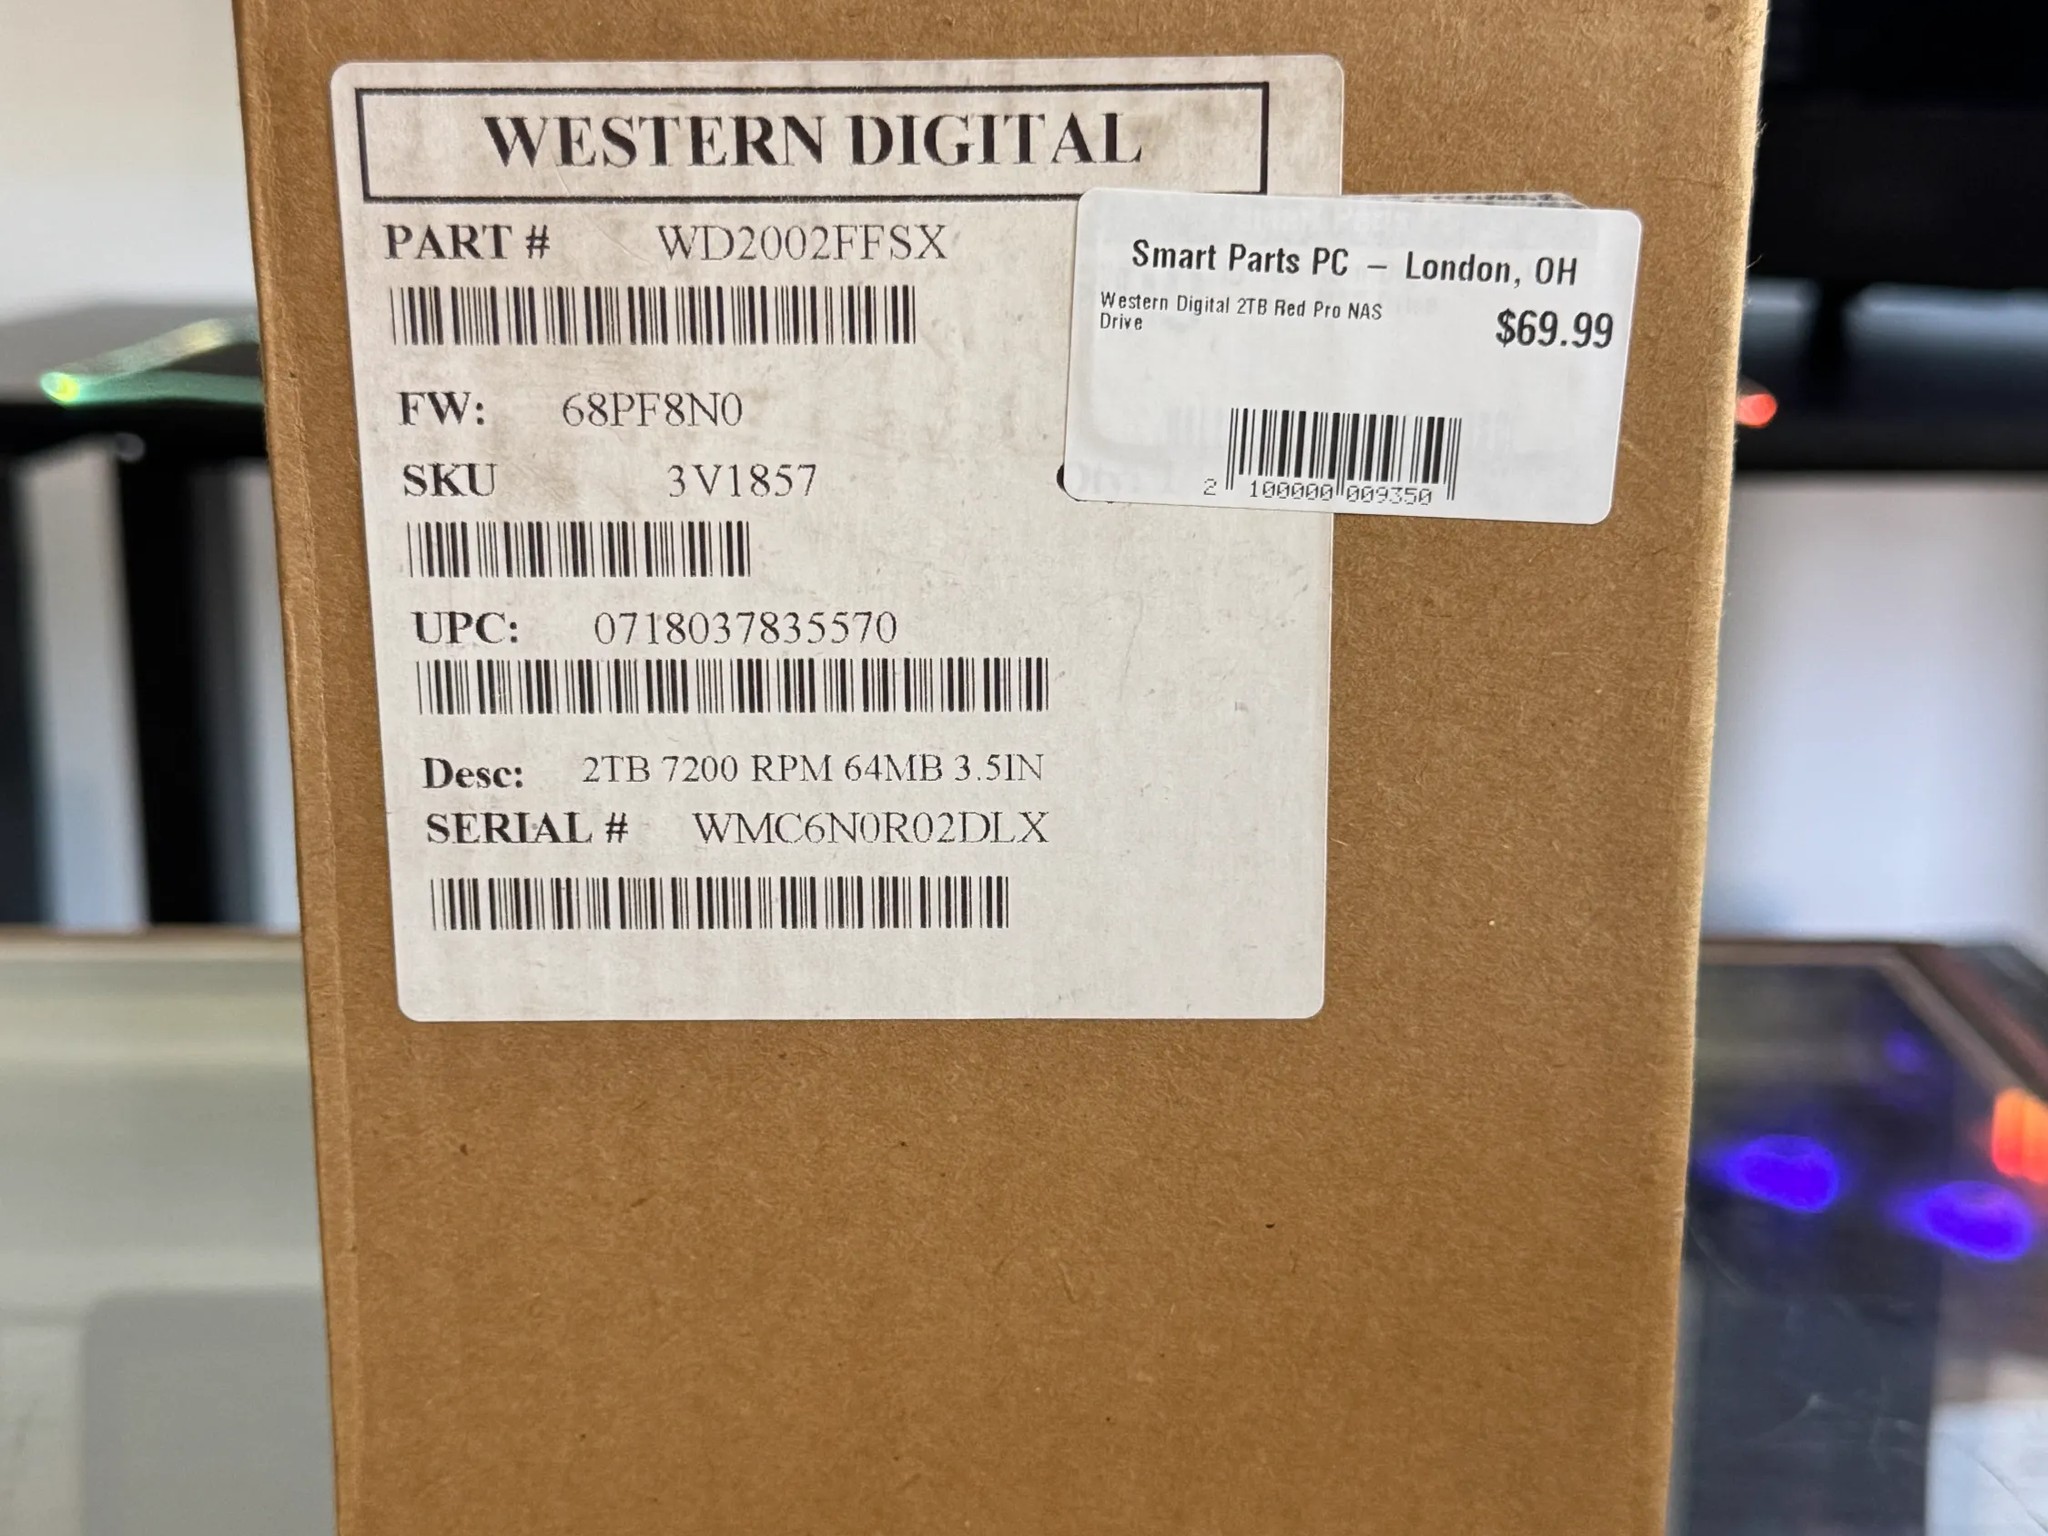 WESTERN DIGITAL
PART # WD2002FFSX
FW: 68PF8N0
SKU 3V1857
UPC: 0718037835570
Desc: 2TB 7200 RPM 64MB 3.5IN
SERIAL # WMC6N0R02DLX
Smart Parts PC – London, OH
Western Digital 2TB Red Pro NAS
Drive
$69.99
2 100000 009350